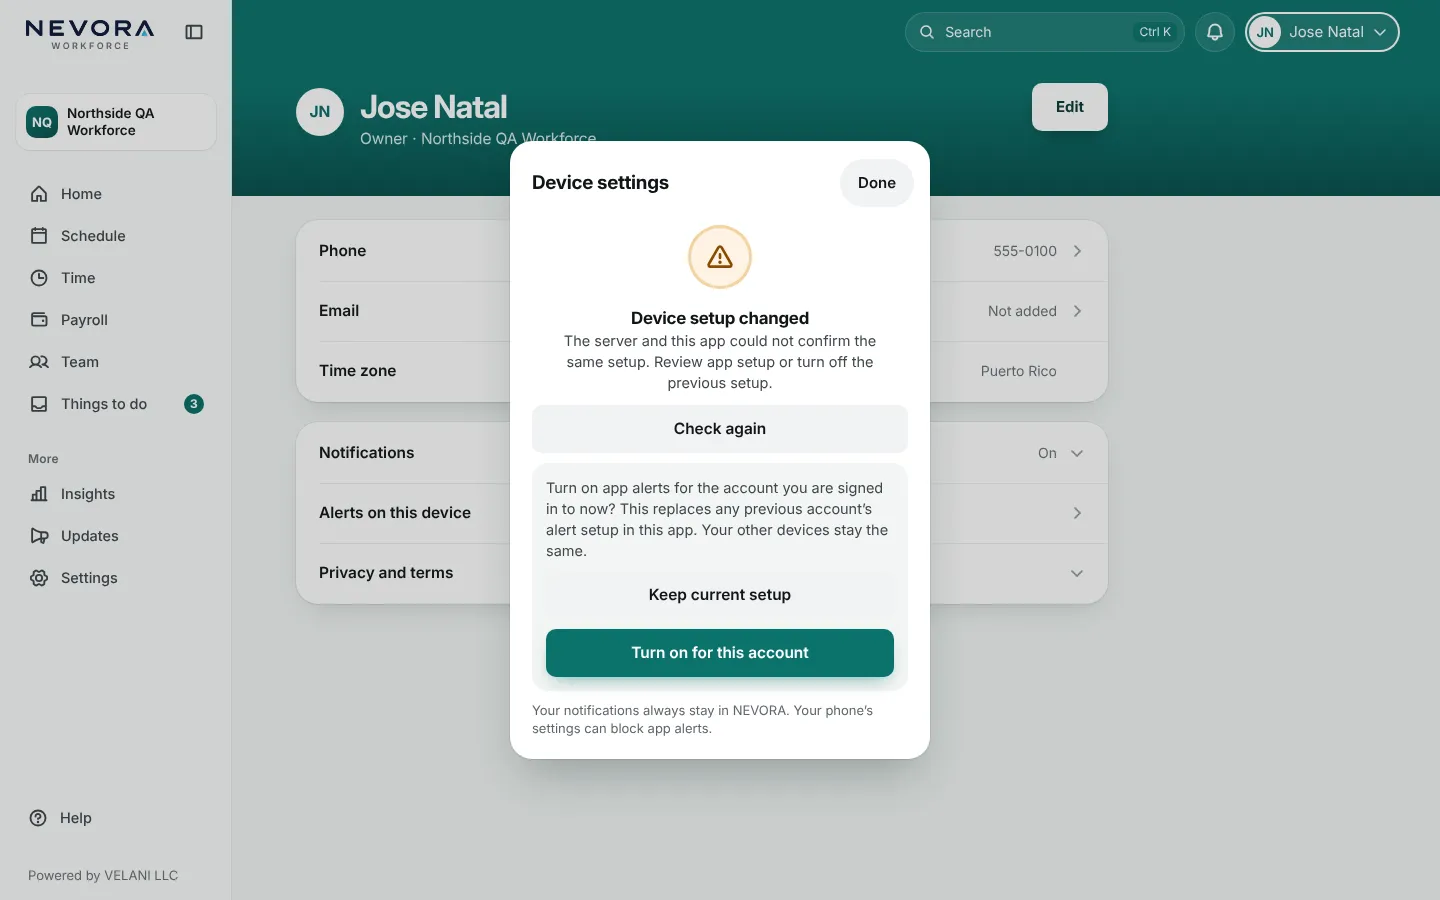 NEVORA
WORKFORCE
Search
Ctrl K
JN
Jose Natal
NQ
Northside QA
Workforce
Home
Schedule
Time
Payroll
Team
Things to do
3
More
Insights
Updates
Settings
Help
Powered by VELANI LLC
JN
Jose Natal
Owner · Northside QA Workforce
Edit
Phone
555-0100
Email
Not added
Time zone
Puerto Rico
Notifications
On
Alerts on this device
Privacy and terms
Device settings
Done
Device setup changed
The server and this app could not confirm the
same setup. Review app setup or turn off the
previous setup.
Check again
Turn on app alerts for the account you are signed
in to now? This replaces any previous account’s
alert setup in this app. Your other devices stay the
same.
Keep current setup
Turn on for this account
Your notifications always stay in NEVORA. Your phone’s
settings can block app alerts.